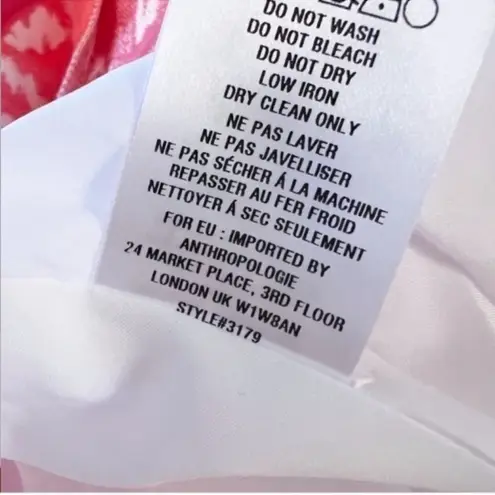 DO NOT WASH
DO NOT BLEACH
DO NOT DRY
LOW IRON
DRY CLEAN ONLY
NE PAS LAVER
NE PAS JAVELLISER
NE PAS SÉCHER Á LA MACHINE
REPASSER AU FER FROID
NETTOYER Á SEC SEULEMENT
FOR EU : IMPORTED BY
ANTHROPOLOGIE
24 MARKET PLACE, 3RD FLOOR
LONDON UK W1W8AN
STYLE#3179